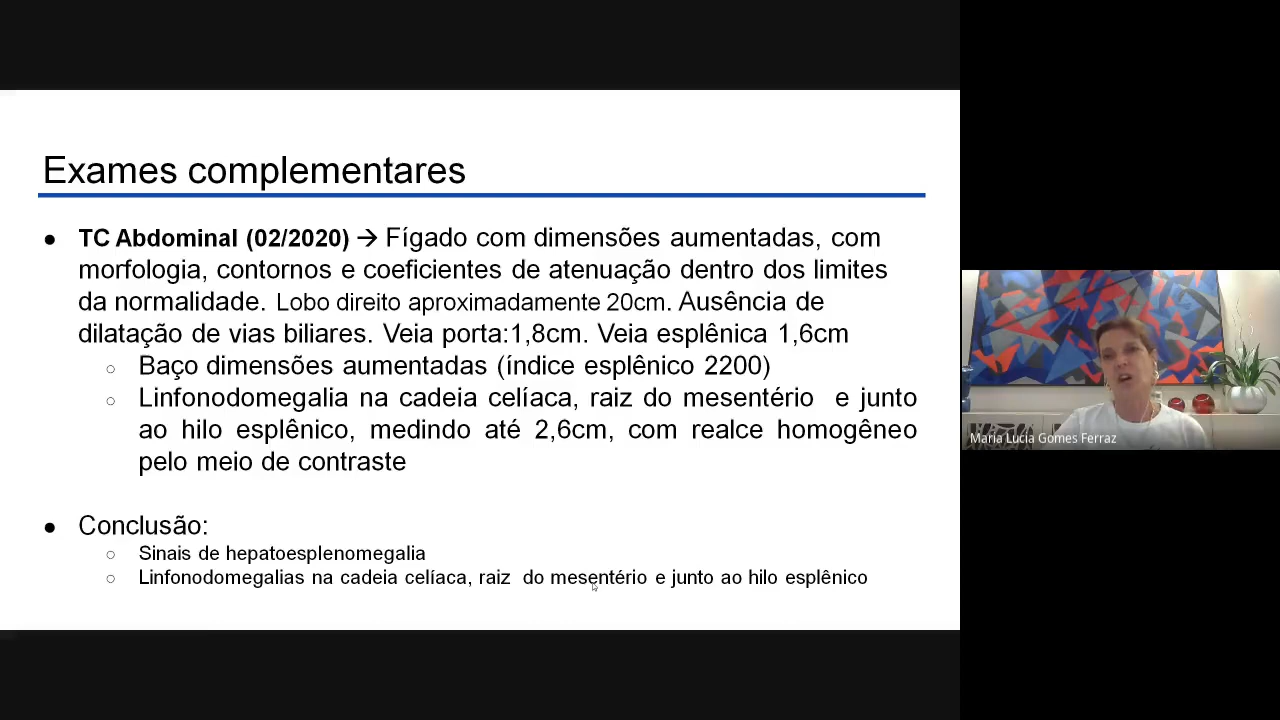 Exames complementares
● TC Abdominal (02/2020) → Fígado com dimensões aumentadas, com
morfologia, contornos e coeficientes de atenuação dentro dos limites
da normalidade. Lobo direito aproximadamente 20cm. Ausência de
dilatação de vias biliares. Veia porta:1,8cm. Veia esplênica 1,6cm
○ Baço dimensões aumentadas (índice esplênico 2200)
○ Linfonodomegalia na cadeia celíaca, raiz do mesentério e junto
ao hilo esplênico, medindo até 2,6cm, com realce homogêneo
pelo meio de contraste
● Conclusão:
○ Sinais de hepatoesplenomegalia
○ Linfonodomegalias na cadeia celíaca, raiz do mesentério e junto ao hilo esplênico
Maria Lucia Gomes Ferraz